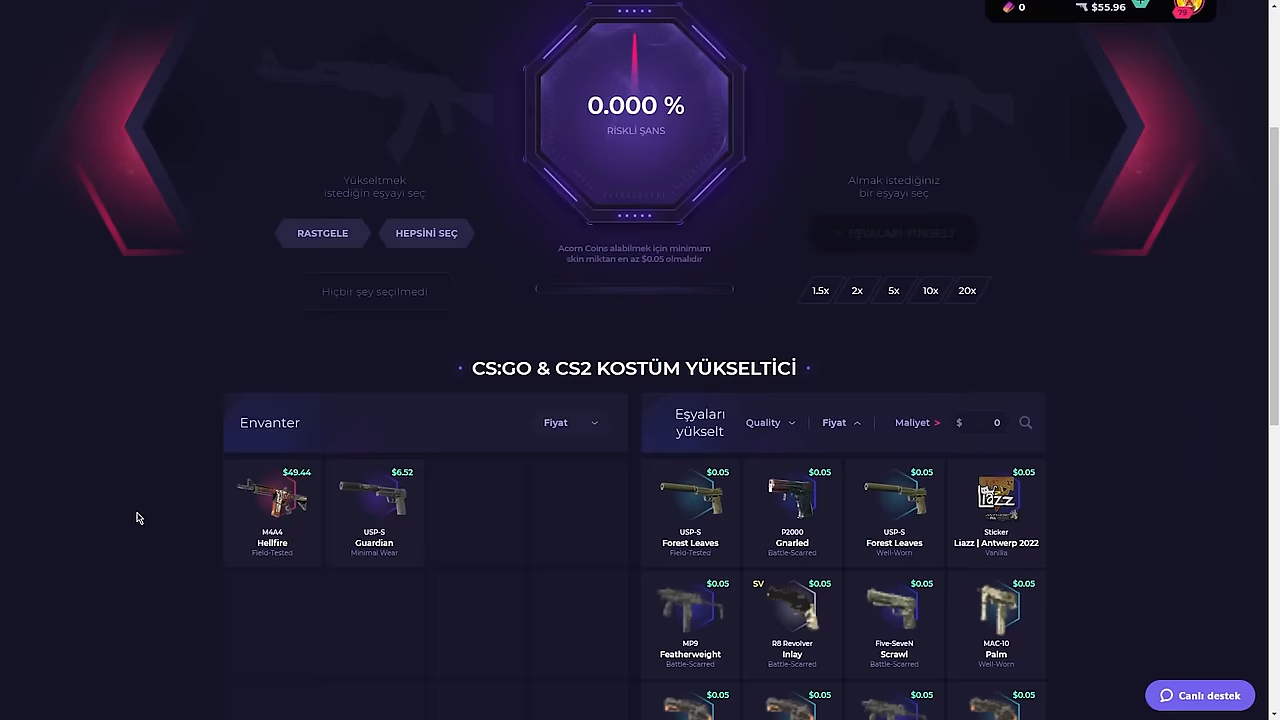 0
$55.96
79
0.000 %
RİSKLİ ŞANS
Yükseltmek
istediğin eşyayi seç
Almak istediğiniz
bir eşyayi seç
RASTGELE
HEPSİNİ SEÇ
EŞYALARI YÜKSELT
Acorn Coins alabilmek için minimum
skin miktarı en az $0.05 olmalıdır
Hiçbir şey seçilmedi
1.5x
2x
5x
10x
20x
CS:GO & CS2 KOSTÜM YÜKSELTİCİ
Envanter
Fiyat
Eşyaları
yükselt
Quality
Fiyat
Maliyet >
$
0
$49.44
M4A4
Hellfire
Field-Tested
$6.52
USP-S
Guardian
Minimal Wear
$0.05
USP-S
Forest Leaves
Field-Tested
$0.05
P2000
Gnarled
Battle-Scarred
$0.05
USP-S
Forest Leaves
Well-Worn
$0.05
Sticker
Liazz | Antwerp 2022
Vanilla
$0.05
MP9
Featherweight
Battle-Scarred
SV
$0.05
R8 Revolver
Inlay
Battle-Scarred
$0.05
Five-SeveN
Scrawl
Battle-Scarred
$0.05
MAC-10
Palm
Well-Worn
$0.05
$0.05
$0.05
$0.05
Canlı destek